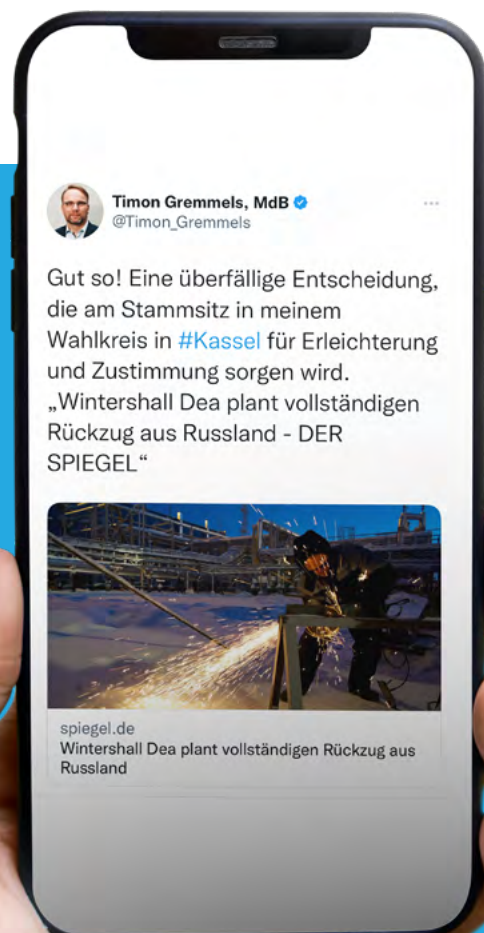 Timon Gremmels, MdB
@Timon_Gremmels
Gut so! Eine überfällige Entscheidung,
die am Stammsitz in meinem
Wahlkreis in #Kassel für Erleichterung
und Zustimmung sorgen wird.
„Wintershall Dea plant vollständigen
Rückzug aus Russland - DER
SPIEGEL“
spiegel.de
Wintershall Dea plant vollständigen Rückzug aus
Russland